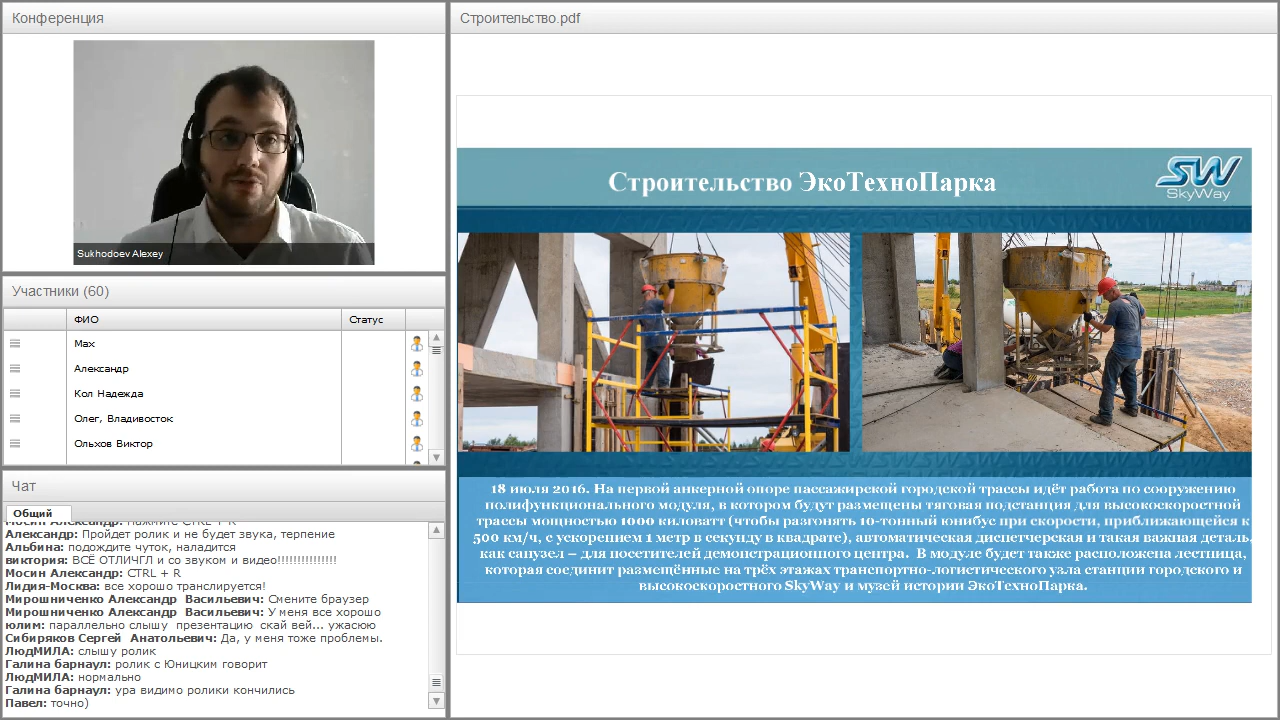 Конференция
Sukhodoev Alexey
Участники (60)
ФИО
Статус
Max
Александр
Кол Надежда
Олег, Владивосток
Ольхов Виктор
Чат
Общий
Мосин Александр: Нажмите CTRL + R
Александр: Пройдет ролик и не будет звука, терпение
Альбина: подождите чуток, наладится
виктория: ВСЁ ОТЛИЧГЛ И со звуком и видео!!!!!!!!!!!!!!!
Мосин Александр: CTRL + R
Лидия-Москва: все хорошо транслируется!
Мирошниченко Александр Васильевич: Смените браузер
Мирошниченко Александр Васильевич: У меня все хорошо
юлим: параллельно слышу презентацию скай вей... ужасюю
Сибиряков Сергей Анатольевич: Да, у меня тоже проблемы.
ЛюдМИЛА: слышу ролик
Галина барнаул: ролик с Юницким говорит
ЛюдМИЛА: нормально
Галина барнаул: ура видимо ролики кончились
Павел: точно)
Строительство.pdf
Строительство ЭкоТехноПарка
SW
SkyWay
18 июля 2016. На первой анкерной опоре пассажирской городской трассы идёт работа по сооружению
полифункционального модуля, в котором будут размещены тяговая подстанция для высокоскоростной
трассы мощностью 1000 киловатт (чтобы разгонять 10-тонный юнибус при скорости, приближающейся к
500 км/ч, с ускорением 1 метр в секунду в квадрате), автоматическая диспетчерская и такая важная деталь,
как санузел – для посетителей демонстрационного центра. В модуле будет также расположена лестница,
которая соединит размещённые на трёх этажах транспортно-логистического узла станции городского и
высокоскоростного SkyWay и музей истории ЭкоТехноПарка.